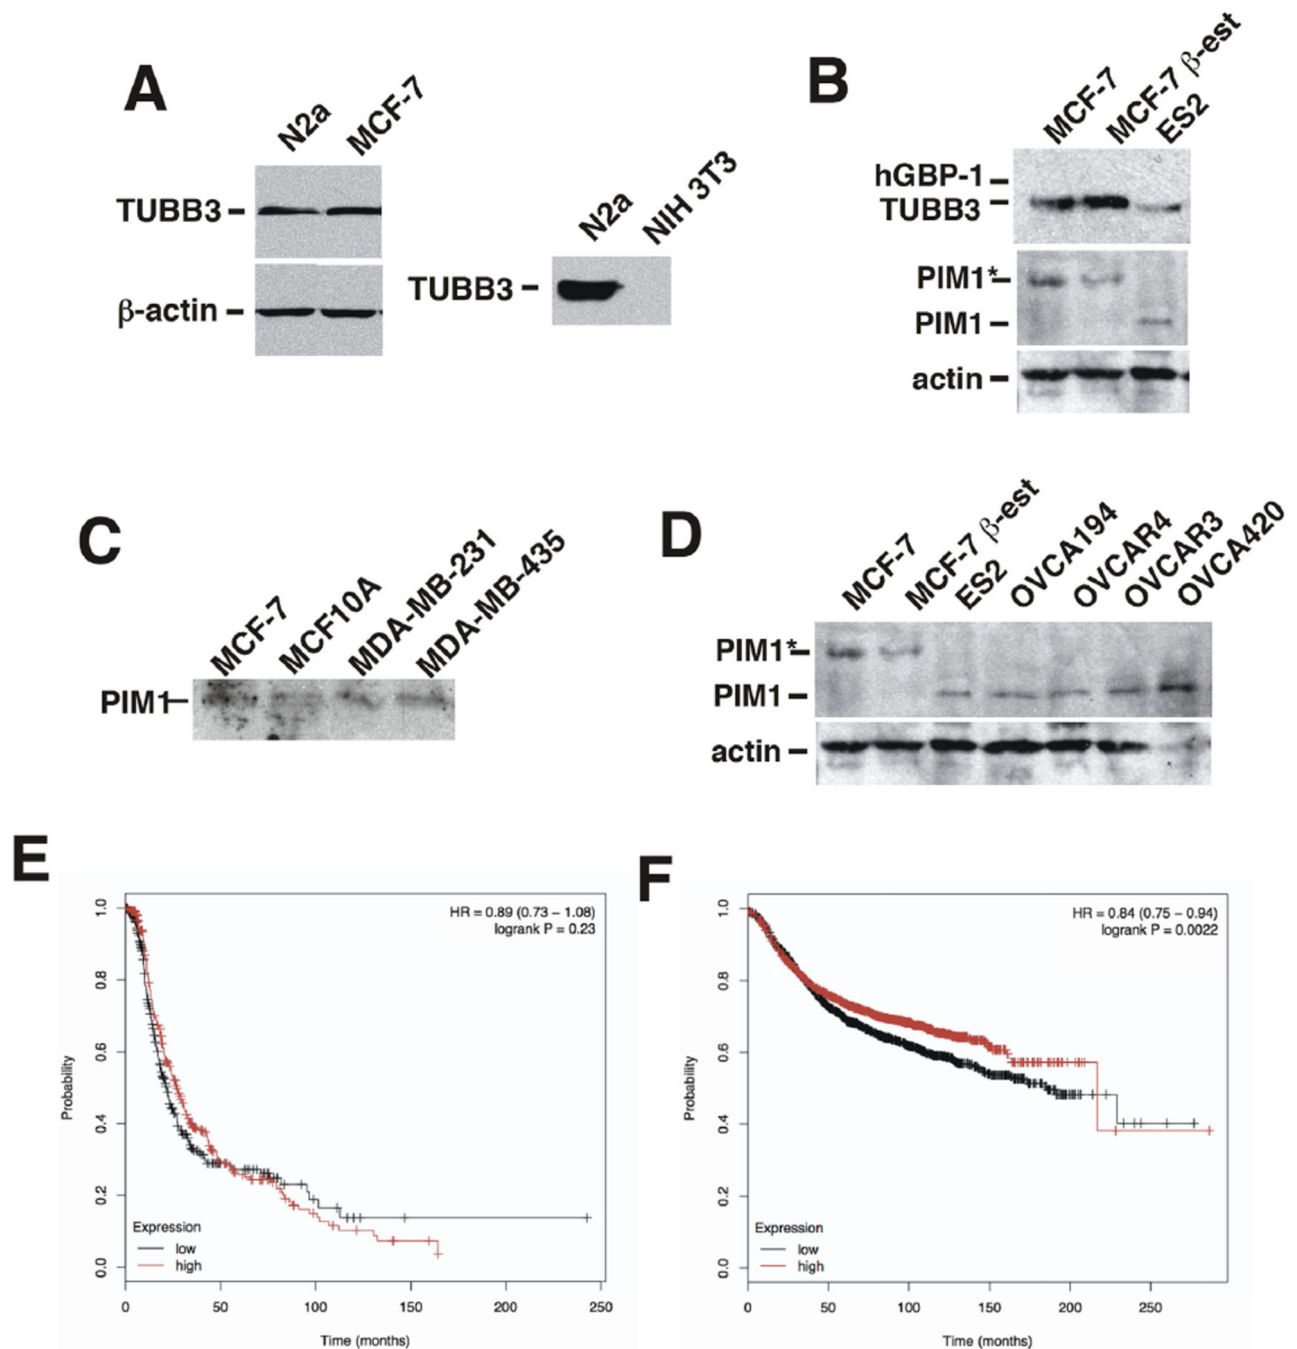 A
N2a
MCF-7
TUBB3
β-actin
N2a
NIH 3T3
TUBB3
B
MCF-7
MCF-7 β-est
ES2
hGBP-1
TUBB3
PIM1*
PIM1
actin
C
MCF-7
MCF10A
MDA-MB-231
MDA-MB-435
PIM1
D
MCF-7
MCF-7 β-est
ES2
OVCA194
OVCAR4
OVCAR3
OVCA420
PIM1*
PIM1
actin
E
HR = 0.89 (0.73 – 1.08)
logrank P = 0.23
1.0
0.8
0.6
0.4
0.2
0.0
Probability
Expression
low
high
0 50 100 150 200 250
Time (months)
F
HR = 0.84 (0.75 – 0.94)
logrank P = 0.0022
1.0
0.8
0.6
0.4
0.2
0.0
Probability
Expression
low
high
0 50 100 150 200 250
Time (months)